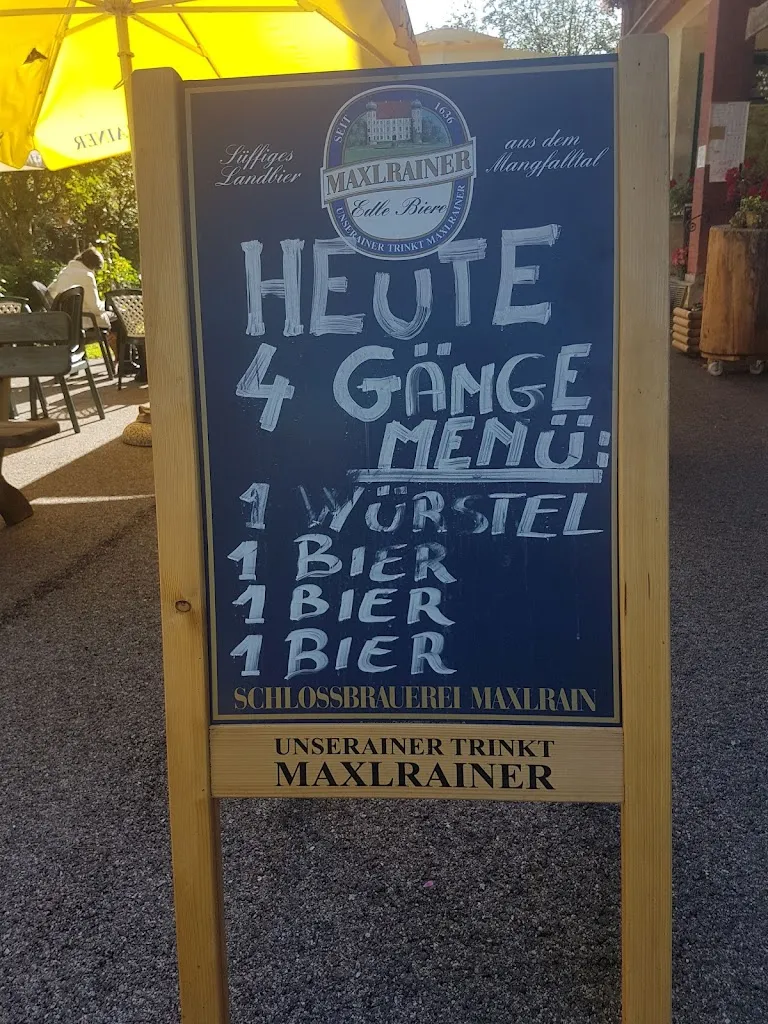 SEIT 1636
Süffiges
Landbier
aus dem
Mangfalltal
MAXLRAINER
Edle Biere
UNSERAINER TRINKT MAXLRAINER
HEUTE
4 GÄNGE
MENÜ:
1 WÜRSTEL
1 BIER
1 BIER
1 BIER
SCHLOSSBRAUEREI MAXLRAIN
UNSERAINER TRINKT
MAXLRAINER